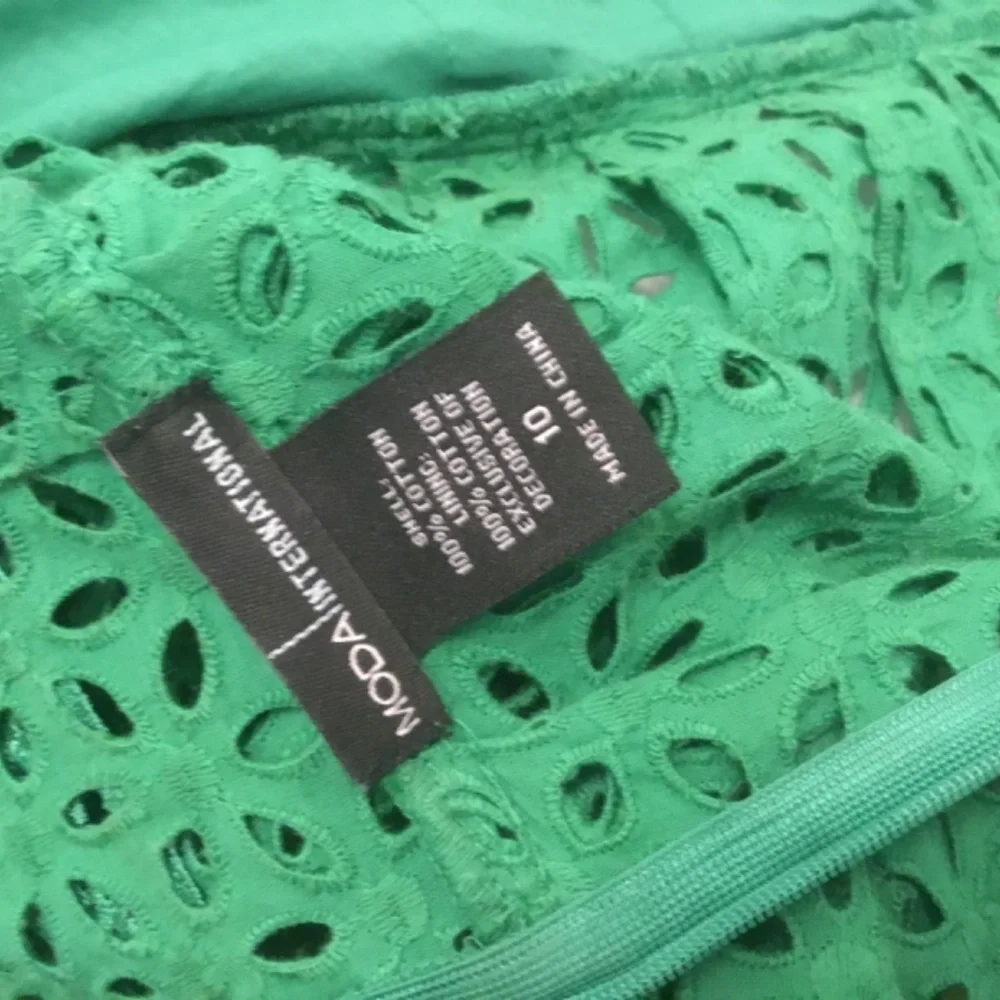 MODA|INTERNATIONAL
SHELL:
100% COTTON
LINING:
100% COTTON
EXCLUSIVE OF
DECORATION
10
MADE IN CHINA